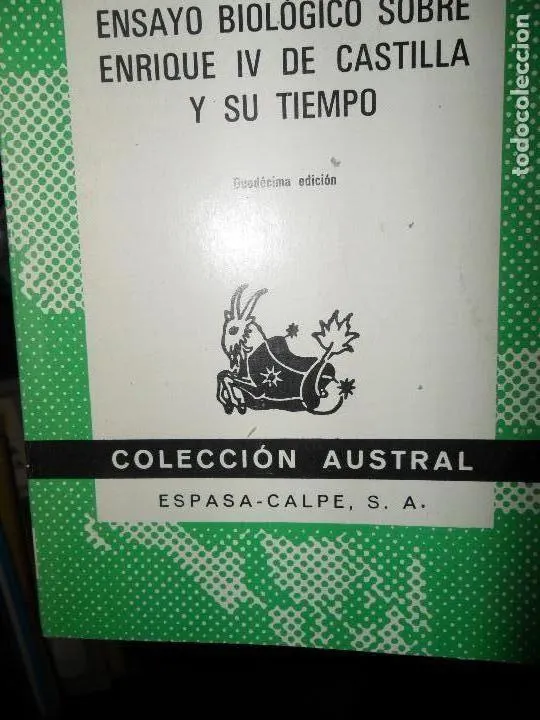 ENSAYO BIOLÓGICO SOBRE
ENRIQUE IV DE CASTILLA
Y SU TIEMPO
Duodécima edición
COLECCIÓN AUSTRAL
ESPASA-CALPE, S. A.
todocoleccion